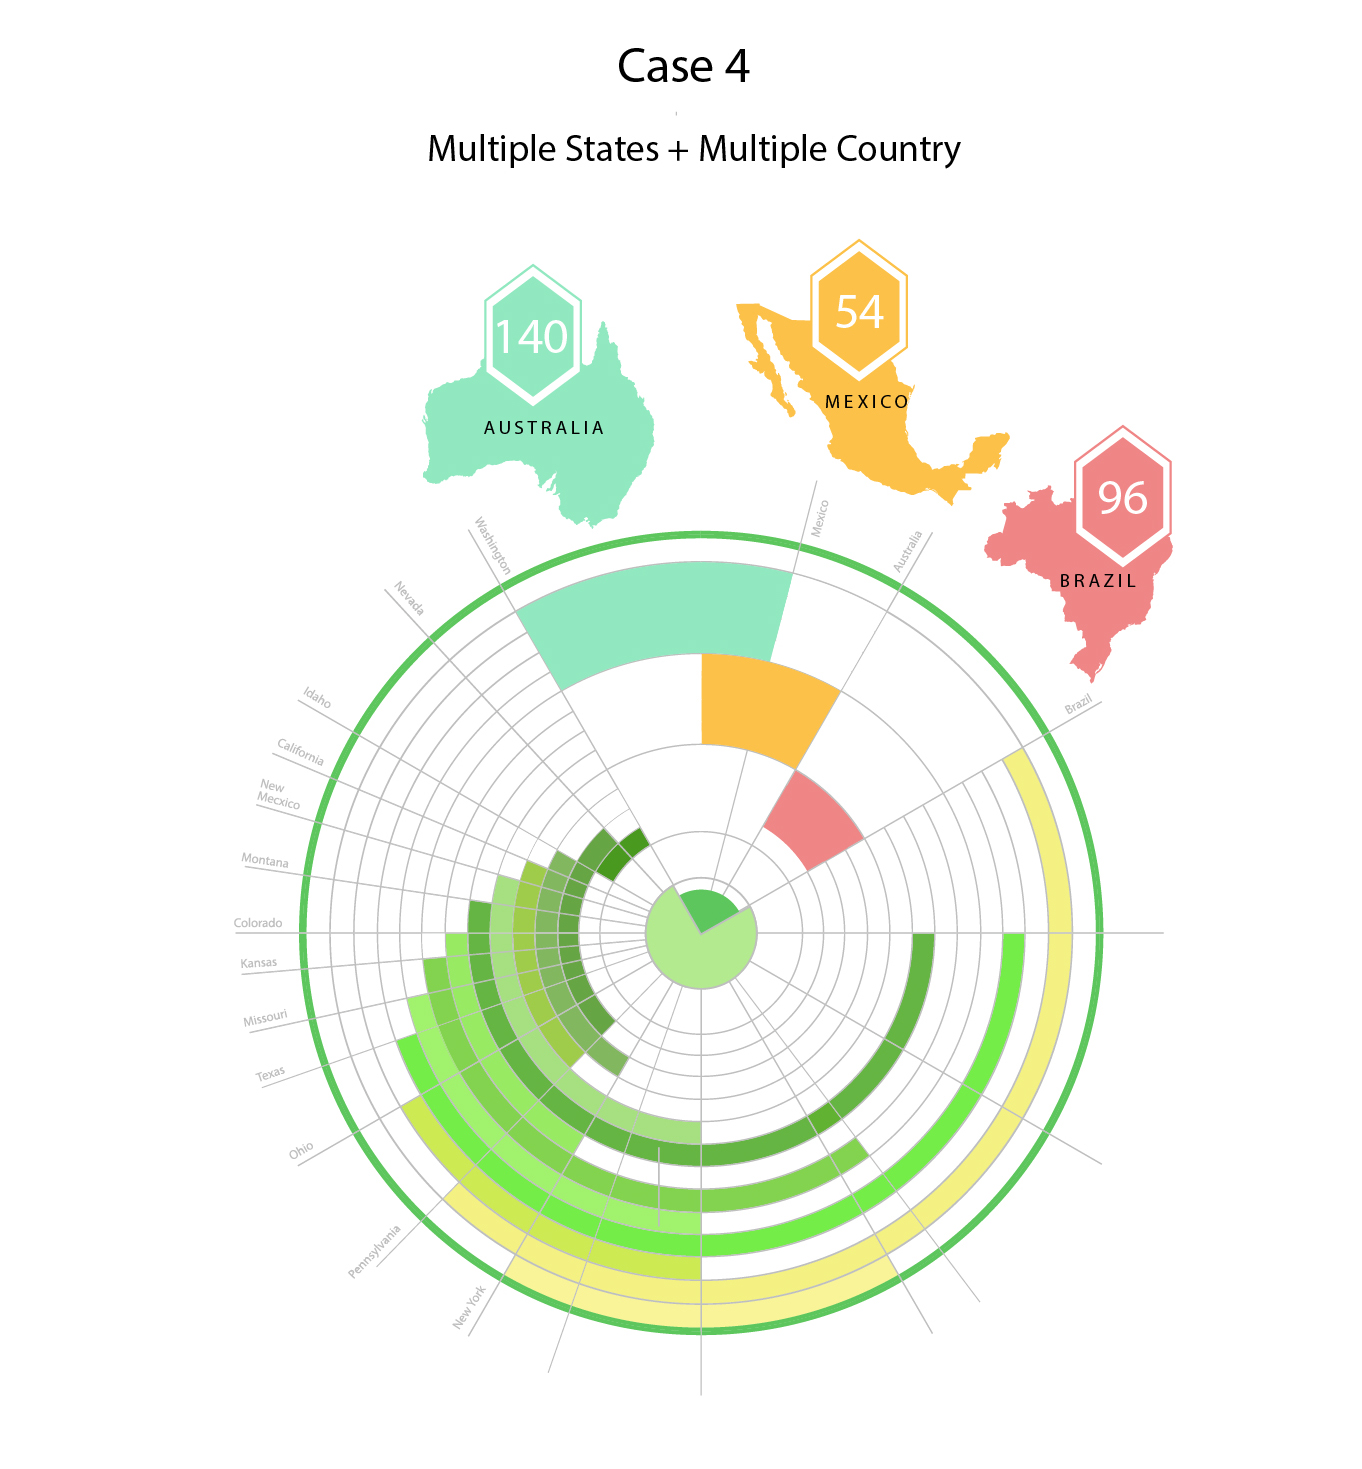 Case 4
Multiple States + Multiple Country
54
140
MEXICO
AUSTRALIA
96
BRAZIL
Mexico
Washington
Australia
Nevada
Idaho
Brazil
California
New
Mecxico
Montana
Colorado
Kansas
Missouri
Texas
Ohio
Pennsylvania
New York